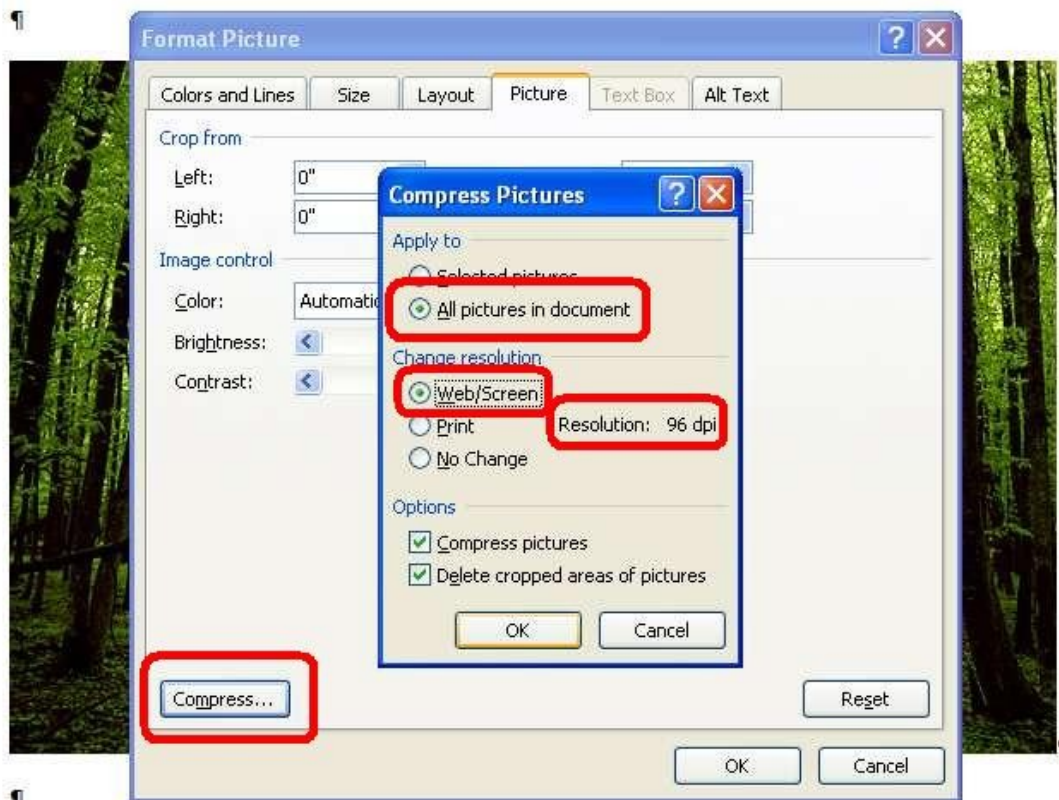 ¶
Format Picture
Colors and Lines Size Layout Picture Text Box Alt Text
Crop from
Left: 0"
Right: 0"
Image control
Color: Automatic
Brightness:
Contrast:
Compress...
Reset
OK Cancel
Compress Pictures
Apply to
Selected pictures
All pictures in document
Change resolution
Web/Screen
Print Resolution: 96 dpi
No Change
Options
Compress pictures
Delete cropped areas of pictures
OK Cancel
¶